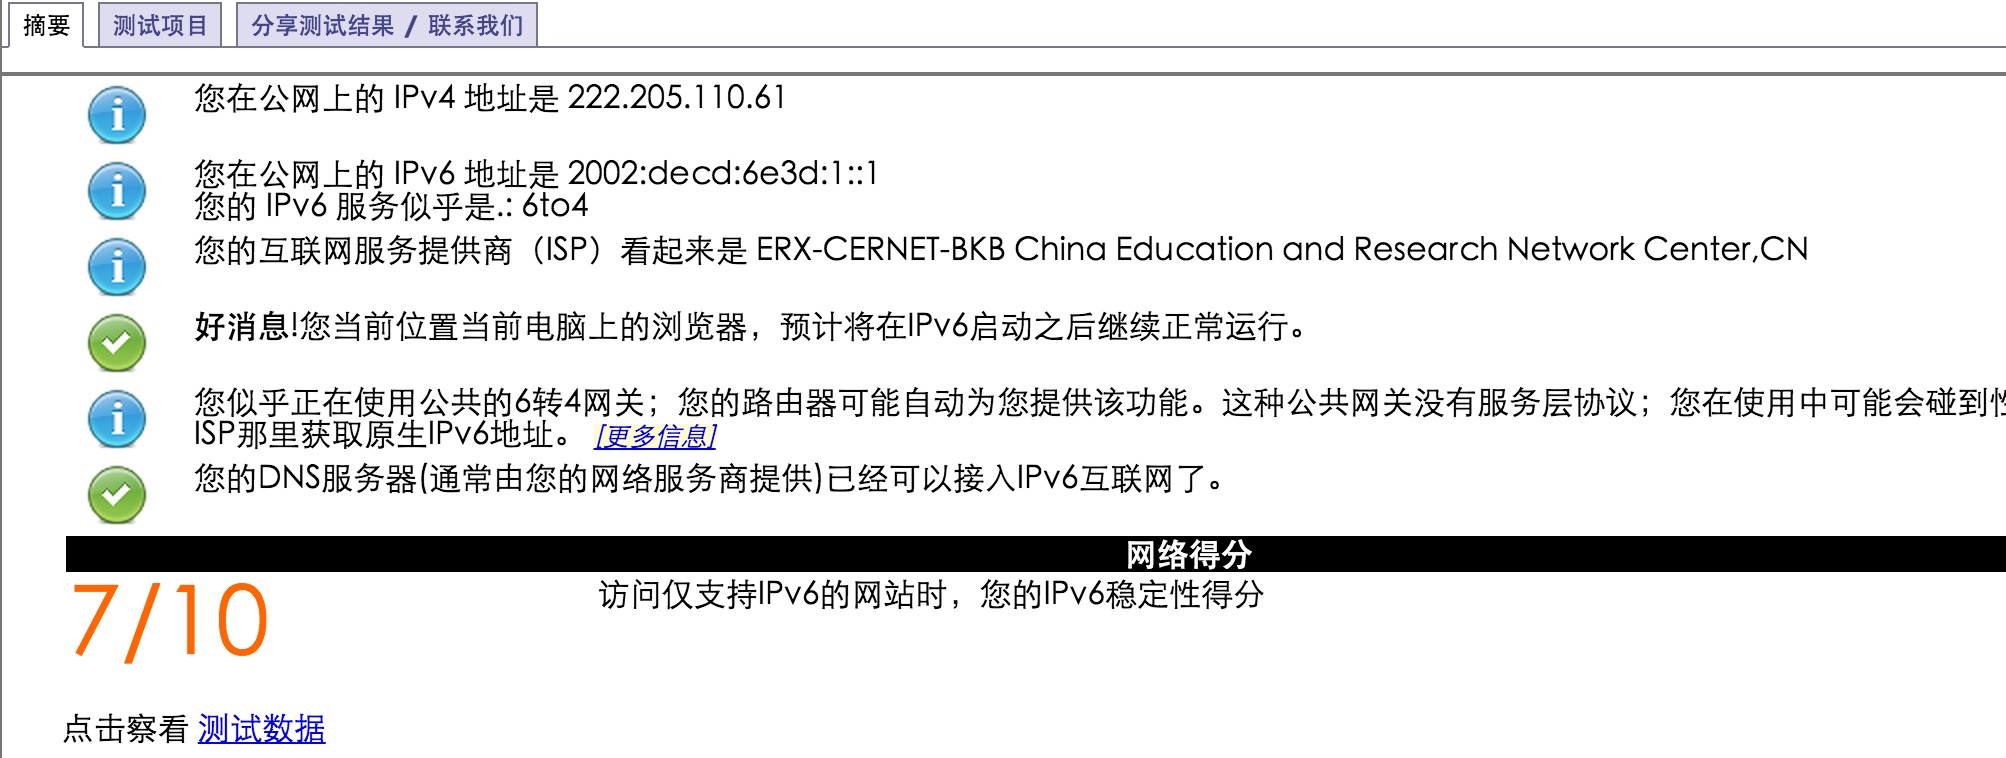 摘要
测试项目
分享测试结果 / 联系我们
您在公网上的 IPv4 地址是 222.205.110.61
您在公网上的 IPv6 地址是 2002:decd:6e3d:1::1
您的 IPv6 服务似乎是.: 6to4
您的互联网服务提供商（ISP）看起来是 ERX-CERNET-BKB China Education and Research Network Center,CN
好消息!您当前位置当前电脑上的浏览器，预计将在IPv6启动之后继续正常运行。
您似乎正在使用公共的6转4网关；您的路由器可能自动为您提供该功能。这种公共网关没有服务层协议；您在使用中可能会碰到
ISP那里获取原生IPv6地址。 [更多信息]
您的DNS服务器(通常由您的网络服务商提供)已经可以接入IPv6互联网了。
网络得分
7/10 访问仅支持IPv6的网站时，您的IPv6稳定性得分
点击察看 测试数据